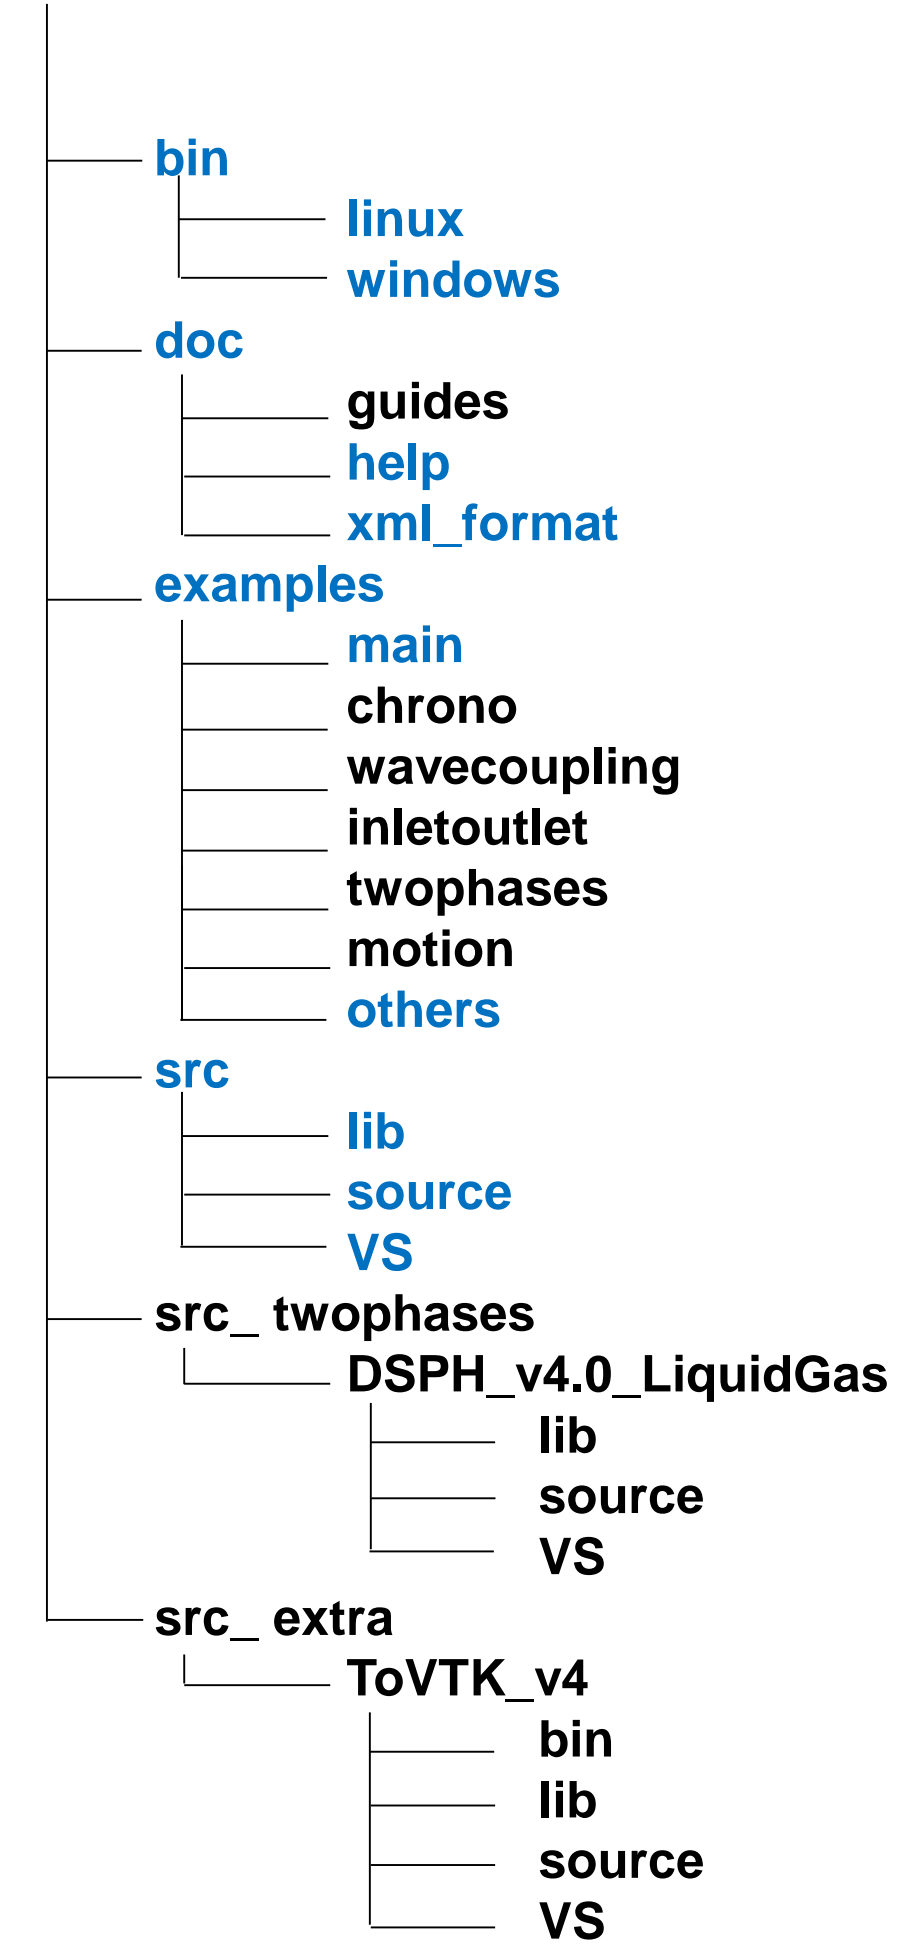 bin
linux
windows
doc
guides
help
xml_format
examples
main
chrono
wavecoupling
inletoutlet
twophases
motion
others
src
lib
source
VS
src_ twophases
DSPH_v4.0_LiquidGas
lib
source
VS
src_ extra
ToVTK_v4
bin
lib
source
VS